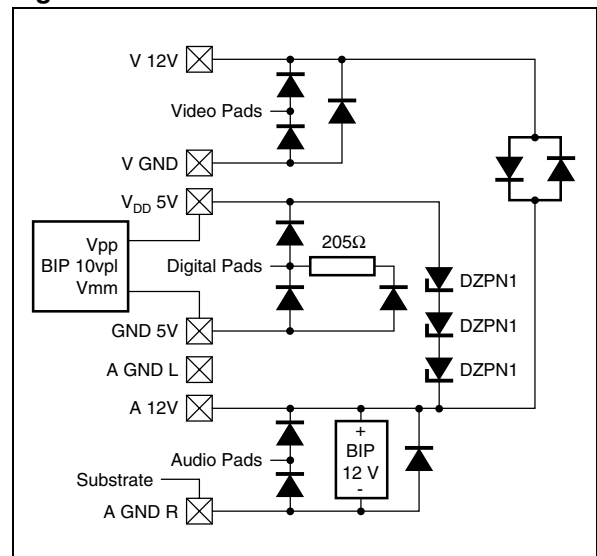 V 12V
Video Pads
V GND
V_DD 5V
Vpp
BIP 10vpl
Vmm
205Ω
Digital Pads
DZPN1
DZPN1
GND 5V
DZPN1
A GND L
A 12V
+
BIP
12 V
-
Audio Pads
Substrate
A GND R